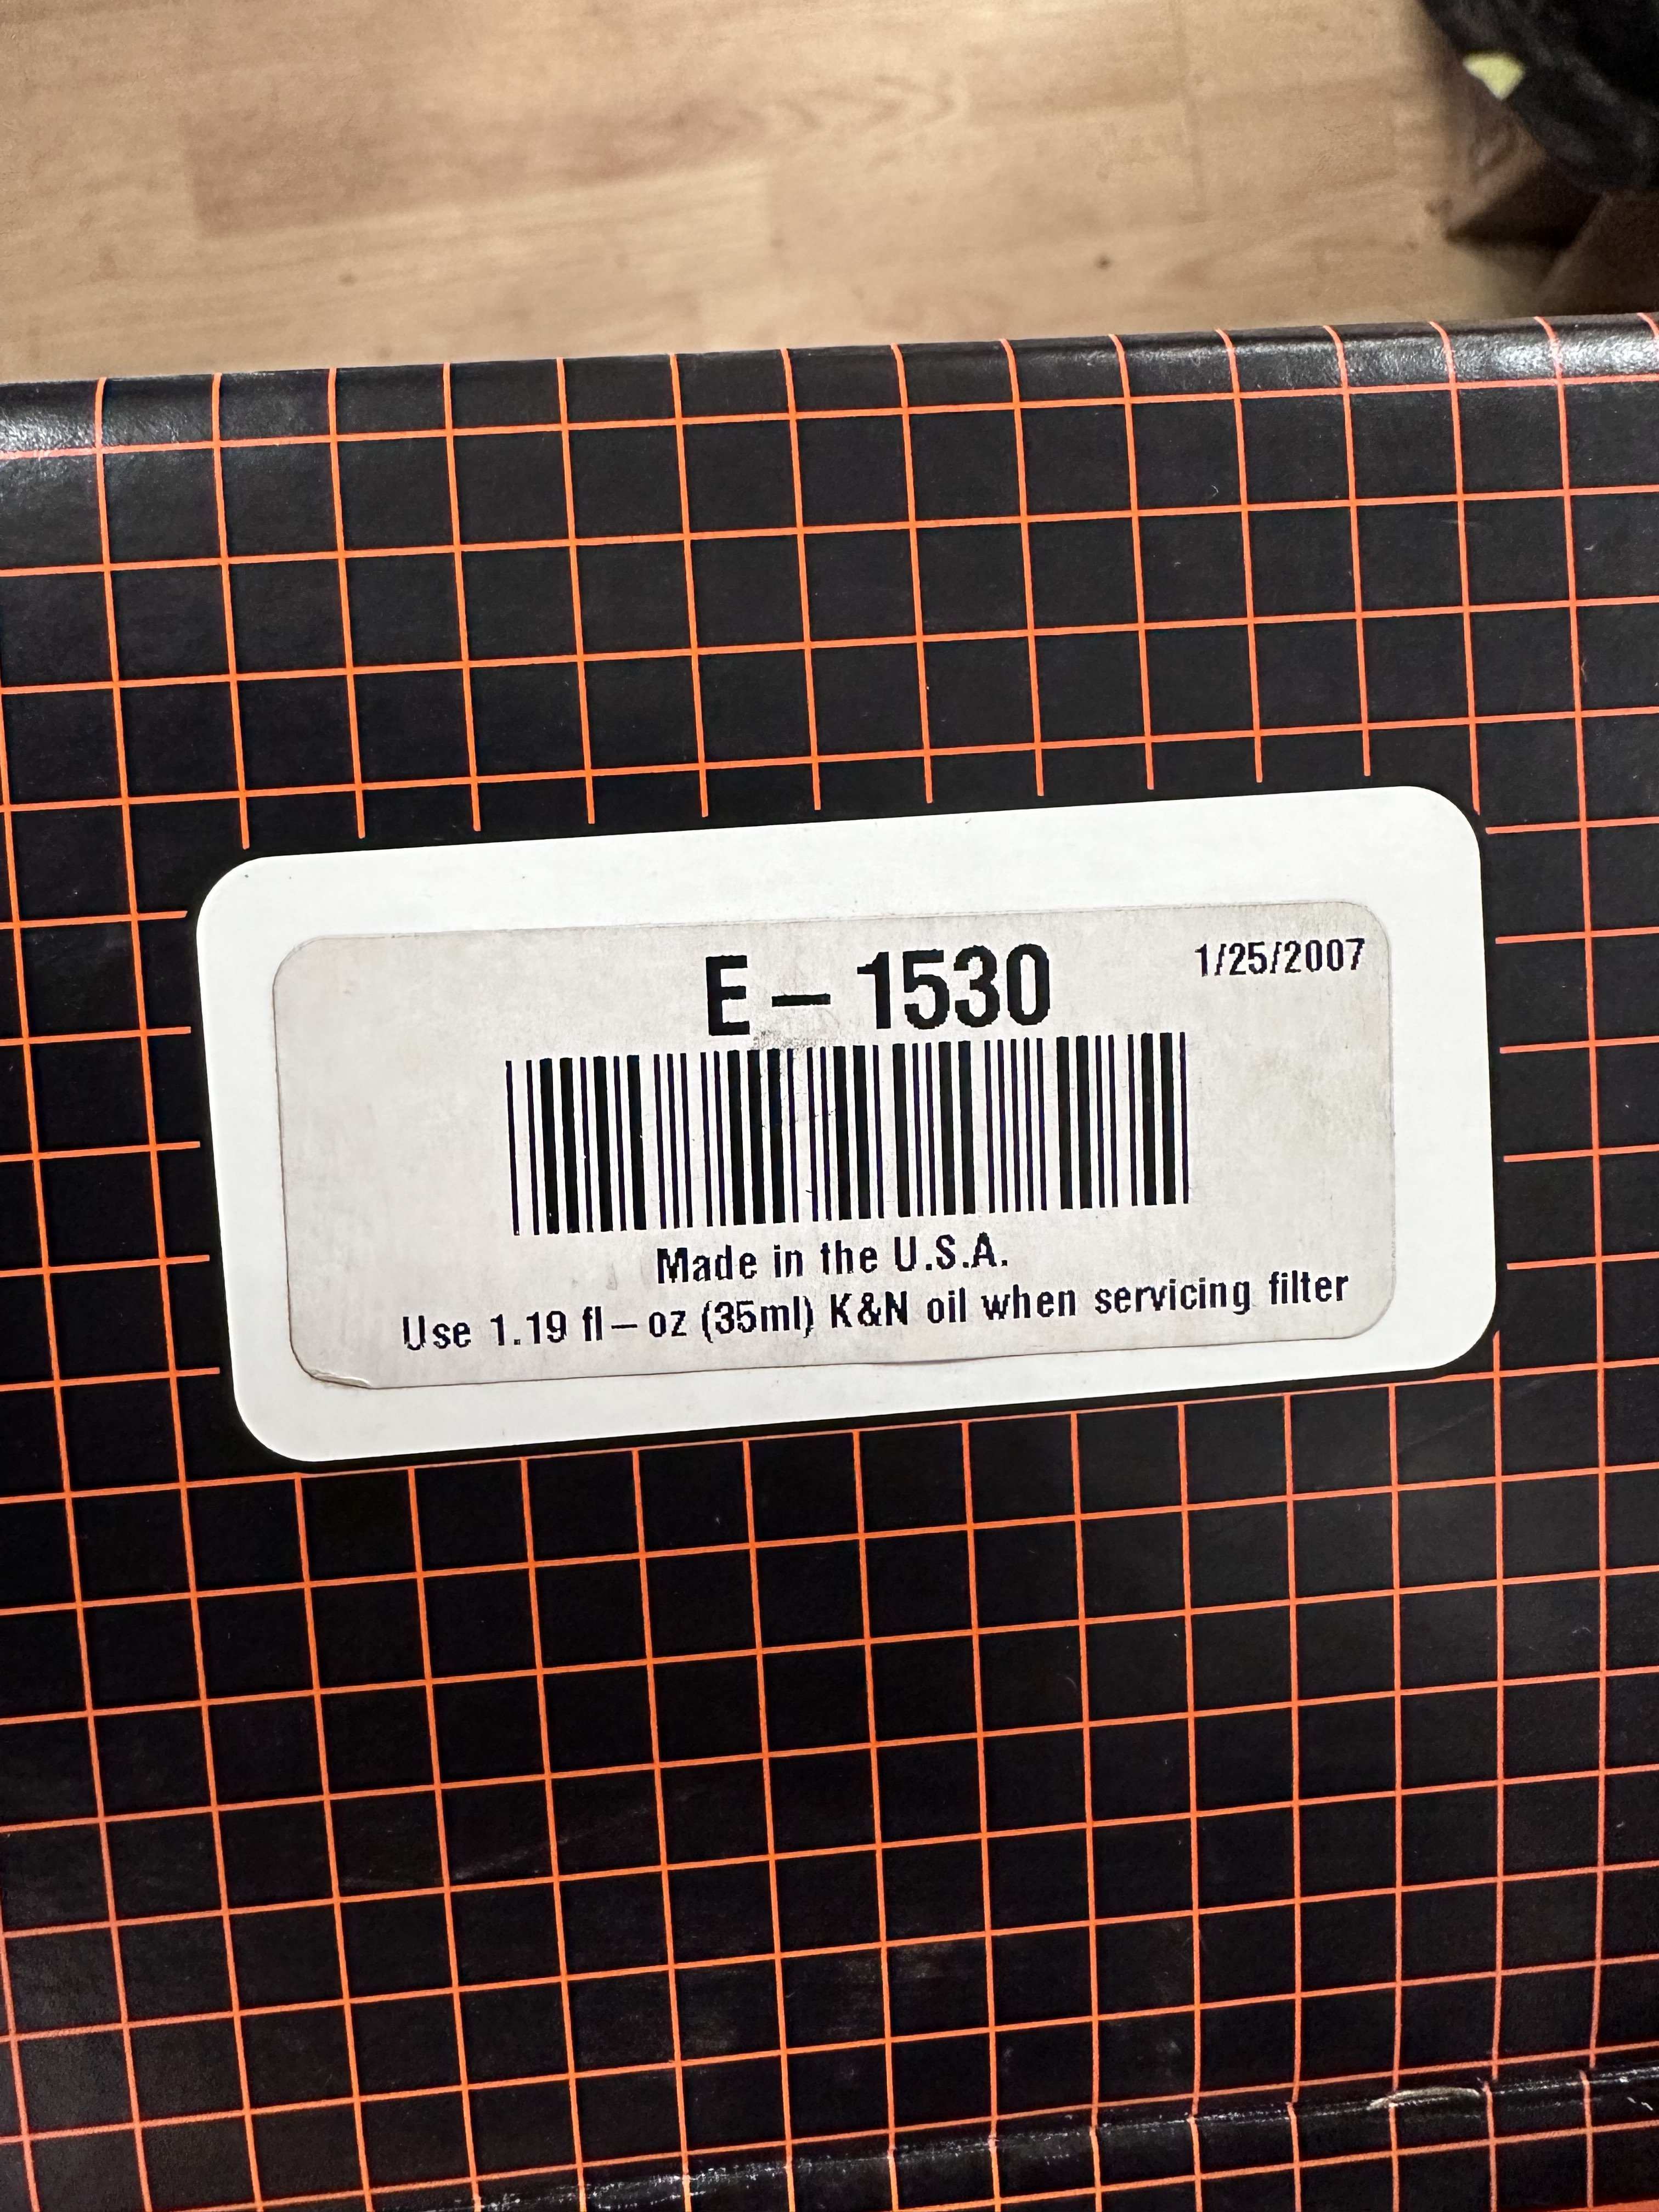 E – 1530
1/25/2007
Made in the U.S.A.
Use 1.19 fl – oz (35ml) K&N oil when servicing filter